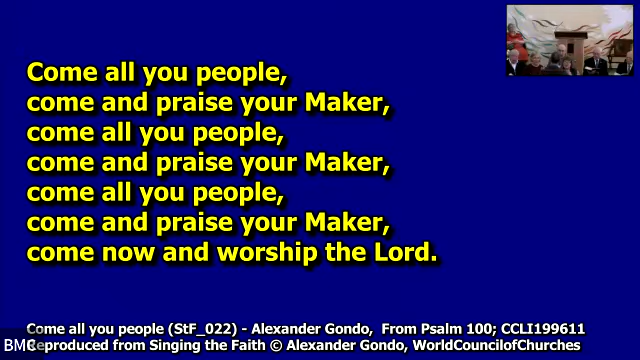 Come all you people,
come and praise your Maker,
come all you people,
come and praise your Maker,
come all you people,
come and praise your Maker,
come now and worship the Lord.
Come all you people (StF_022) - Alexander Gondo, From Psalm 100; CCLI199611
Reproduced from Singing the Faith © Alexander Gondo, WorldCouncilofChurches
BMC